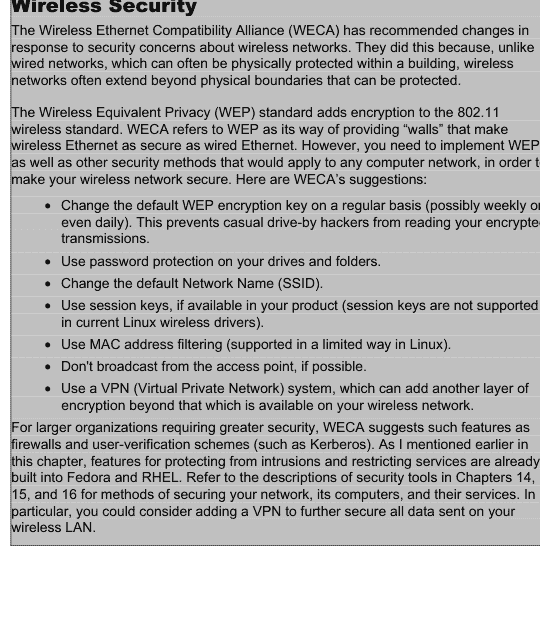 Wireless Security
The Wireless Ethernet Compatibility Alliance (WECA) has recommended changes in
response to security concerns about wireless networks. They did this because, unlike
wired networks, which can often be physically protected within a building, wireless
networks often extend beyond physical boundaries that can be protected.
The Wireless Equivalent Privacy (WEP) standard adds encryption to the 802.11
wireless standard. WECA refers to WEP as its way of providing “walls” that make
wireless Ethernet as secure as wired Ethernet. However, you need to implement WEP
as well as other security methods that would apply to any computer network, in order t
make your wireless network secure. Here are WECA’s suggestions:
• Change the default WEP encryption key on a regular basis (possibly weekly or
even daily). This prevents casual drive-by hackers from reading your encrypte
transmissions.
• Use password protection on your drives and folders.
• Change the default Network Name (SSID).
• Use session keys, if available in your product (session keys are not supported
in current Linux wireless drivers).
• Use MAC address filtering (supported in a limited way in Linux).
• Don't broadcast from the access point, if possible.
• Use a VPN (Virtual Private Network) system, which can add another layer of
encryption beyond that which is available on your wireless network.
For larger organizations requiring greater security, WECA suggests such features as
firewalls and user-verification schemes (such as Kerberos). As I mentioned earlier in
this chapter, features for protecting from intrusions and restricting services are already
built into Fedora and RHEL. Refer to the descriptions of security tools in Chapters 14,
15, and 16 for methods of securing your network, its computers, and their services. In
particular, you could consider adding a VPN to further secure all data sent on your
wireless LAN.